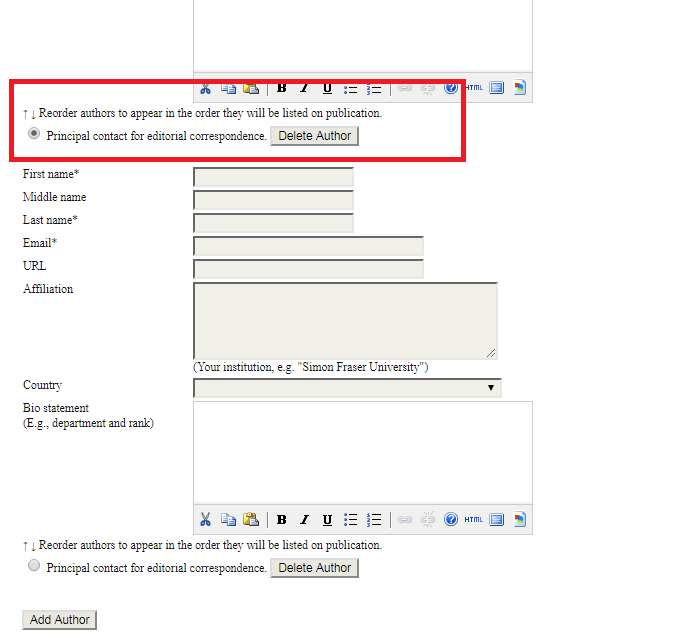 B I U HTML
↑ ↓ Reorder authors to appear in the order they will be listed on publication.
Principal contact for editorial correspondence. Delete Author
First name*
Middle name
Last name*
Email*
URL
Affiliation
(Your institution, e.g. "Simon Fraser University")
Country
Bio statement
(E.g., department and rank)
B I U HTML
↑ ↓ Reorder authors to appear in the order they will be listed on publication.
Principal contact for editorial correspondence. Delete Author
Add Author